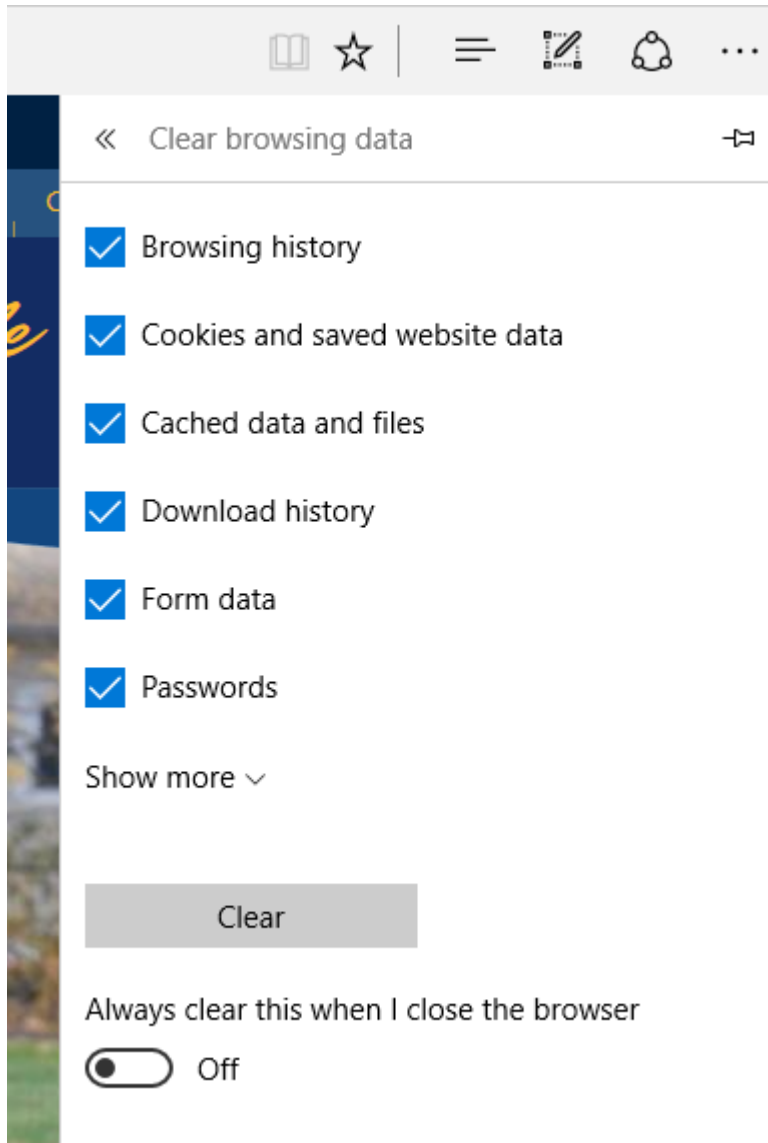 Clear browsing data
Browsing history
Cookies and saved website data
Cached data and files
Download history
Form data
Passwords
Show more
Clear
Always clear this when I close the browser
Off